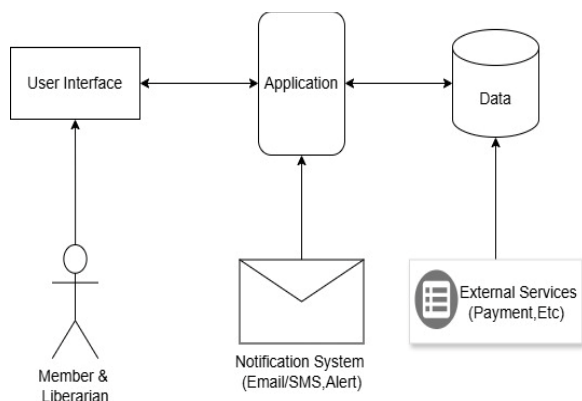 User Interface
Application
Data
External Services
(Payment,Etc)
Notification System
(Email/SMS,Alert)
Member &
Liberarian